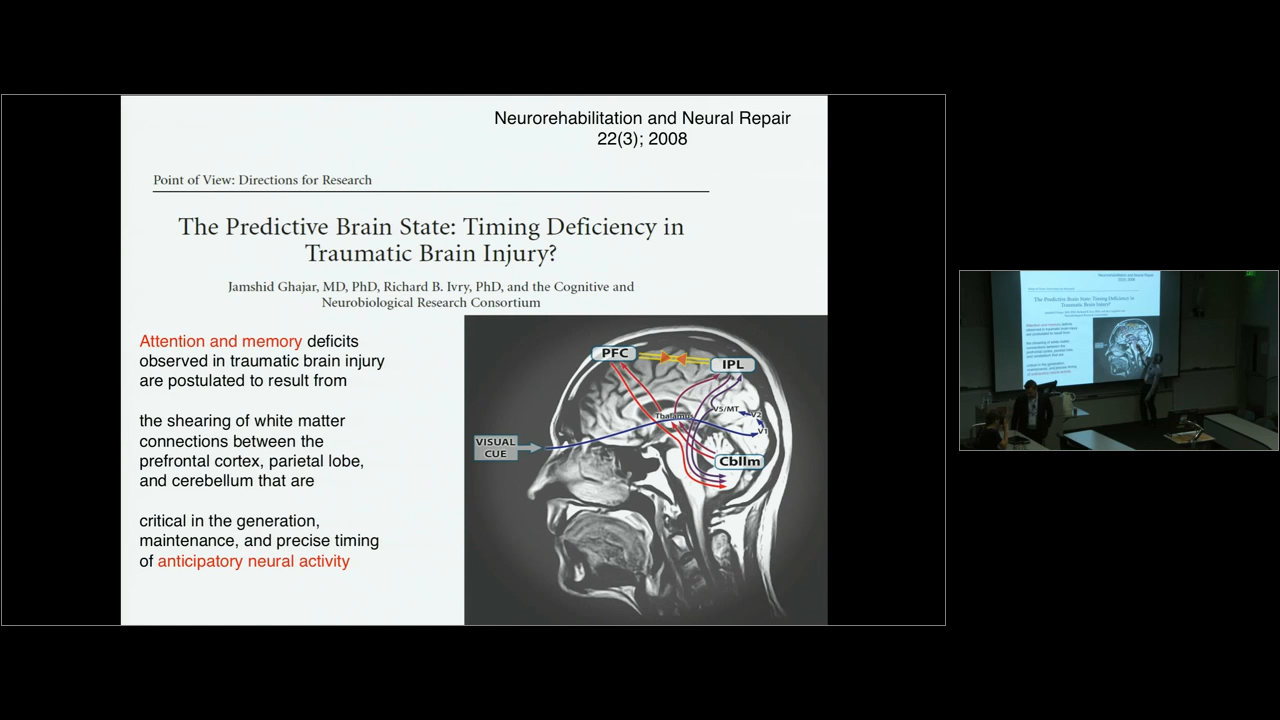 Neurorehabilitation and Neural Repair
22(3); 2008
Point of View: Directions for Research
The Predictive Brain State: Timing Deficiency in
Traumatic Brain Injury?
Jamshid Ghajar, MD, PhD, Richard B. Ivry, PhD, and the Cognitive and
Neurobiological Research Consortium
Attention and memory deficits
observed in traumatic brain injury
are postulated to result from
the shearing of white matter
connections between the
prefrontal cortex, parietal lobe,
and cerebellum that are
critical in the generation,
maintenance, and precise timing
of anticipatory neural activity
PFC
IPL
Thalamus
V5/MT
V2
V1
VISUAL
CUE
Cbllm